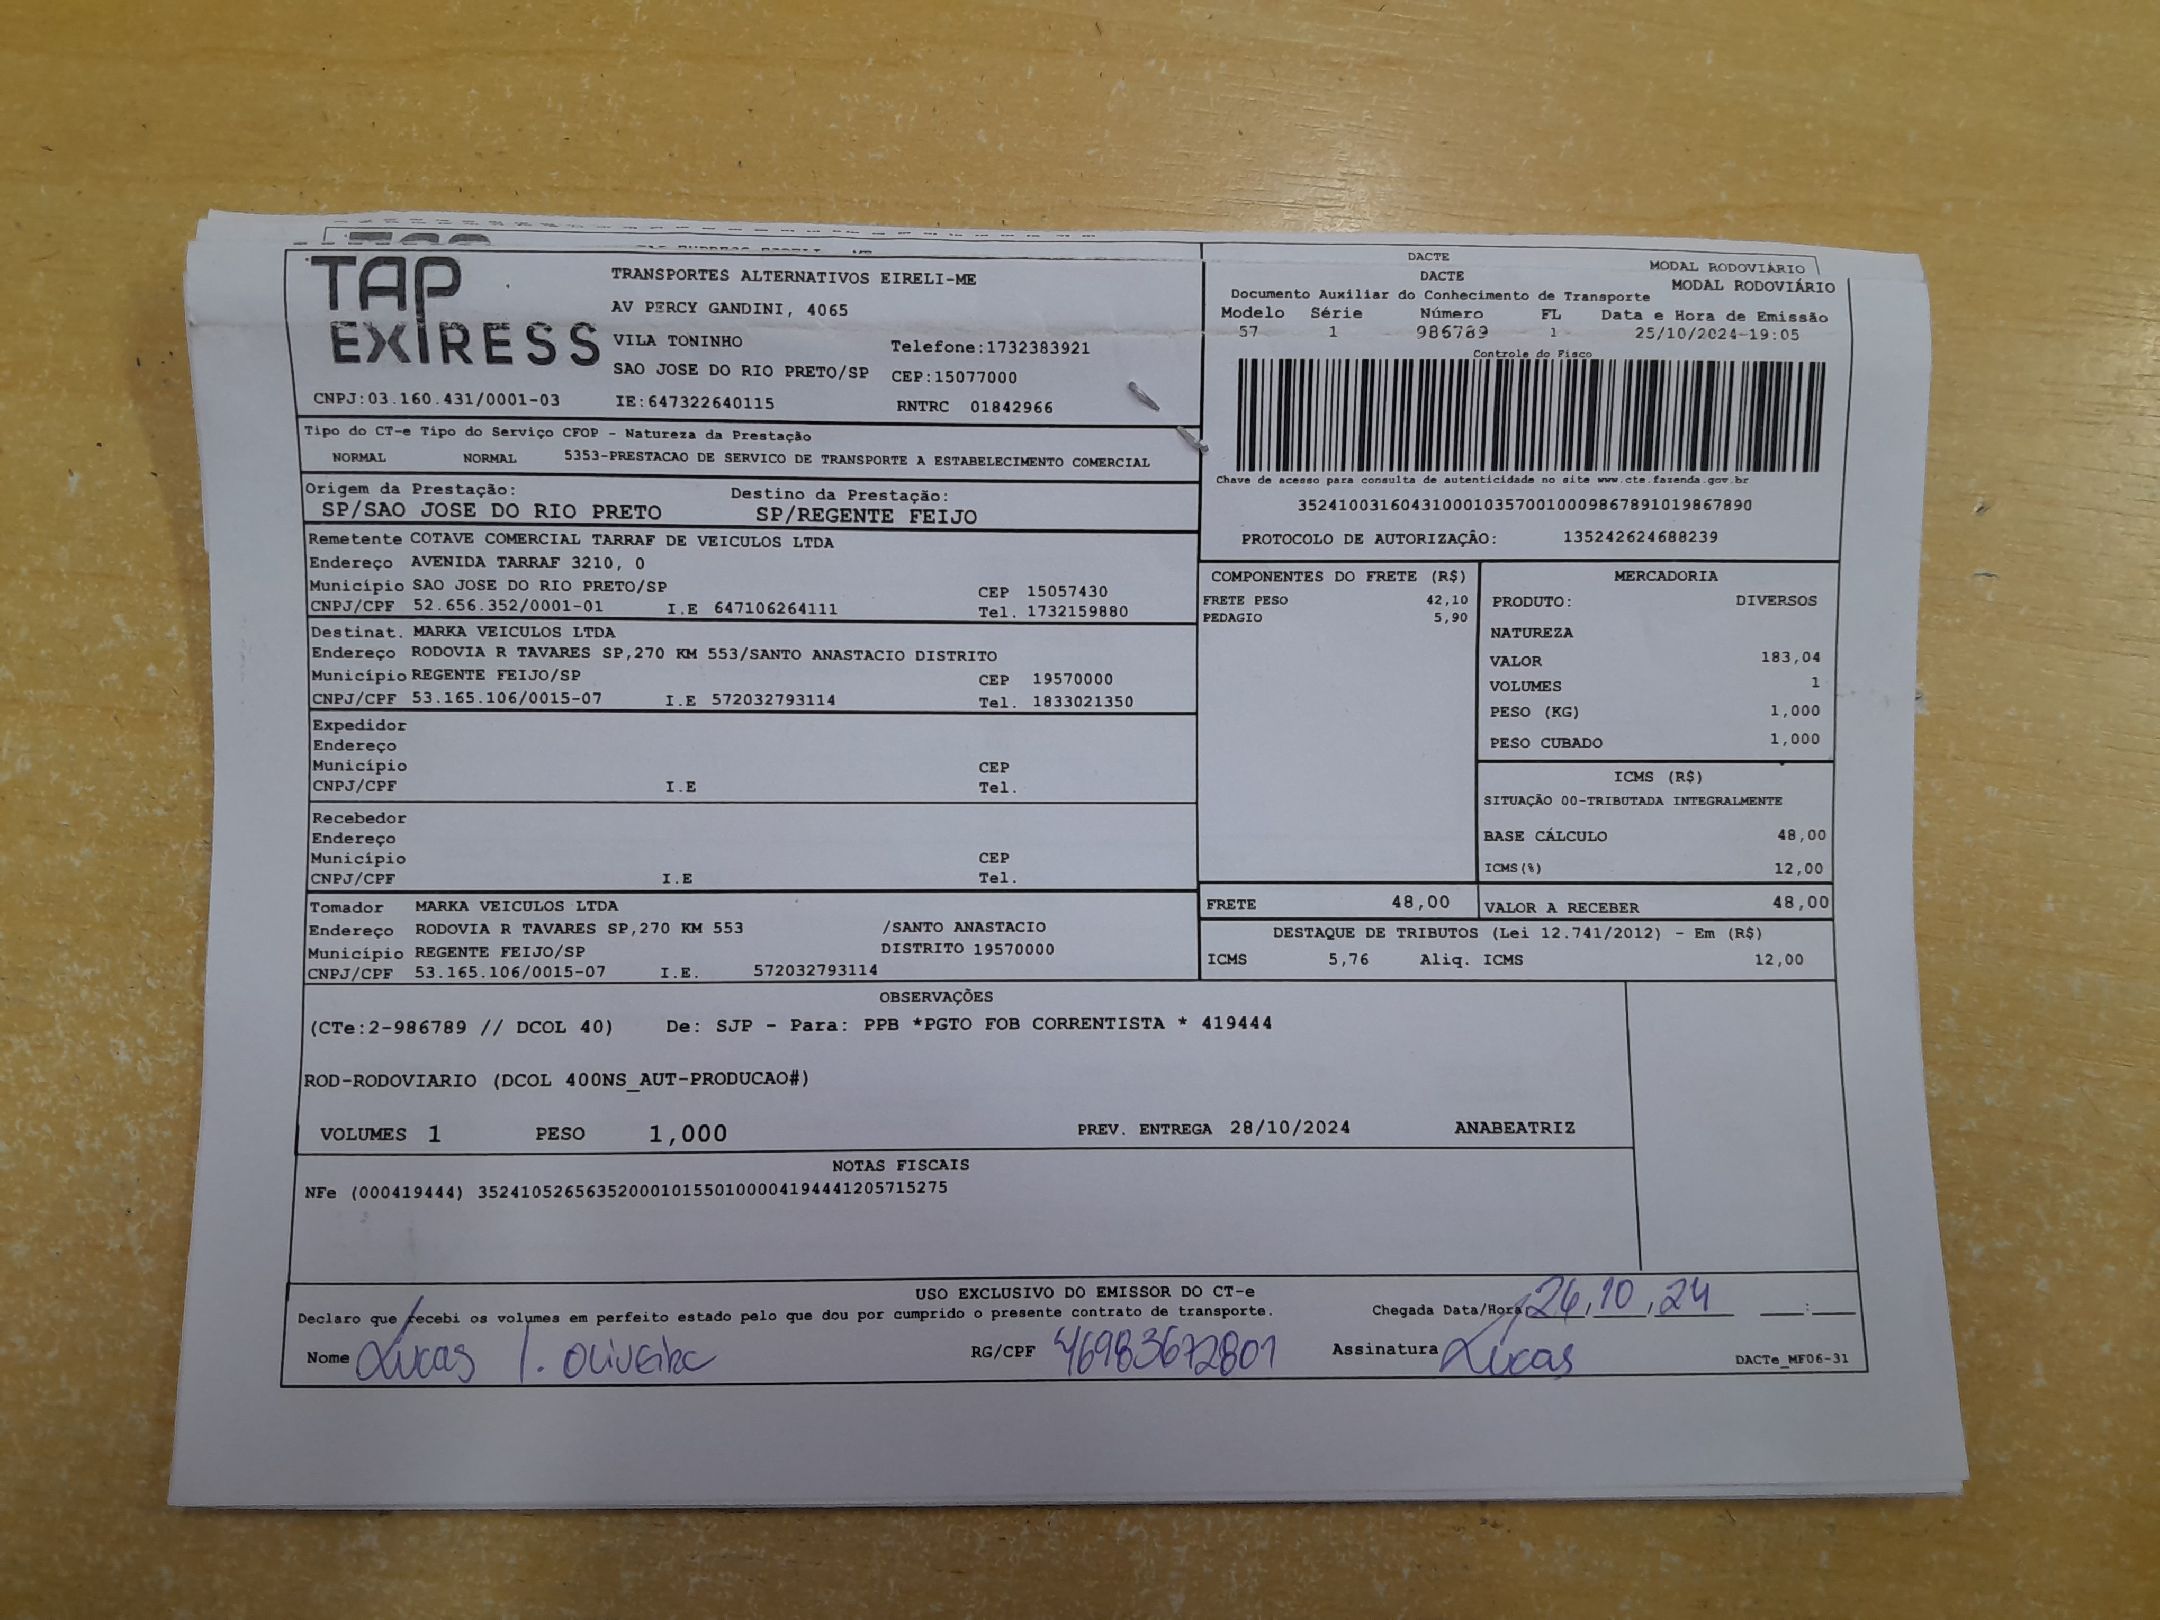 TAP
EXPRESS
TRANSPORTES ALTERNATIVOS EIRELI-ME
AV PERCY GANDINI, 4065
VILA TONINHO
Telefone:1732383921
SAO JOSE DO RIO PRETO/SP CEP:15077000
CNPJ:03.160.431/0001-03 IE:647322640115 RNTRC 01842966
DACTE
MODAL RODOVIÁRIO
DACTE
MODAL RODOVIÁRIO
Documento Auxiliar do Conhecimento de Transporte
Modelo Série Número FL Data e Hora de Emissão
57 1 986789 1 25/10/2024-19:05
Controle do Fisco
Chave de acesso para consulta de autenticidade no site www.cte.fazenda.gov.br
35241003160431000103570010009867891019867890
PROTOCOLO DE AUTORIZAÇÃO: 135242624688239
Tipo do CT-e Tipo do Serviço CFOP - Natureza da Prestação
NORMAL NORMAL 5353-PRESTACAO DE SERVICO DE TRANSPORTE A ESTABELECIMENTO COMERCIAL
Origem da Prestação: Destino da Prestação:
SP/SAO JOSE DO RIO PRETO SP/REGENTE FEIJO
Remetente COTAVE COMERCIAL TARRAF DE VEICULOS LTDA
Endereço AVENIDA TARRAF 3210, 0
Município SAO JOSE DO RIO PRETO/SP CEP 15057430
CNPJ/CPF 52.656.352/0001-01 I.E 647106264111 Tel. 1732159880
Destinat. MARKA VEICULOS LTDA
Endereço RODOVIA R TAVARES SP,270 KM 553/SANTO ANASTACIO DISTRITO
Município REGENTE FEIJO/SP CEP 19570000
CNPJ/CPF 53.165.106/0015-07 I.E 572032793114 Tel. 1833021350
Expedidor
Endereço
Município CEP
CNPJ/CPF I.E Tel.
Recebedor
Endereço
Município CEP
CNPJ/CPF I.E Tel.
Tomador MARKA VEICULOS LTDA
Endereço RODOVIA R TAVARES SP,270 KM 553 /SANTO ANASTACIO
Município REGENTE FEIJO/SP DISTRITO 19570000
CNPJ/CPF 53.165.106/0015-07 I.E. 572032793114
COMPONENTES DO FRETE (R$)
FRETE PESO 42,10
PEDAGIO 5,90
MERCADORIA
PRODUTO: DIVERSOS
NATUREZA
VALOR 183,04
VOLUMES 1
PESO (KG) 1,000
PESO CUBADO 1,000
ICMS (R$)
SITUAÇÃO 00-TRIBUTADA INTEGRALMENTE
BASE CÁLCULO 48,00
ICMS(%) 12,00
FRETE 48,00 VALOR A RECEBER 48,00
DESTAQUE DE TRIBUTOS (Lei 12.741/2012) - Em (R$)
ICMS 5,76 Aliq. ICMS 12,00
OBSERVAÇÕES
(CTe:2-986789 // DCOL 40) De: SJP - Para: PPB *PGTO FOB CORRENTISTA * 419444
ROD-RODOVIARIO (DCOL 400NS_AUT-PRODUCAO#)
VOLUMES 1 PESO 1,000 PREV. ENTREGA 28/10/2024 ANABEATRIZ
NOTAS FISCAIS
NFe (000419444) 35241052656352000101550100004194441205715275
USO EXCLUSIVO DO EMISSOR DO CT-e
Declaro que recebi os volumes em perfeito estado pelo que dou por cumprido o presente contrato de transporte. Chegada Data/Hora 26,10,24 :
Nome Lucas I. Oliveira RG/CPF 46983672801 Assinatura Lucas DACTe_MF06-31